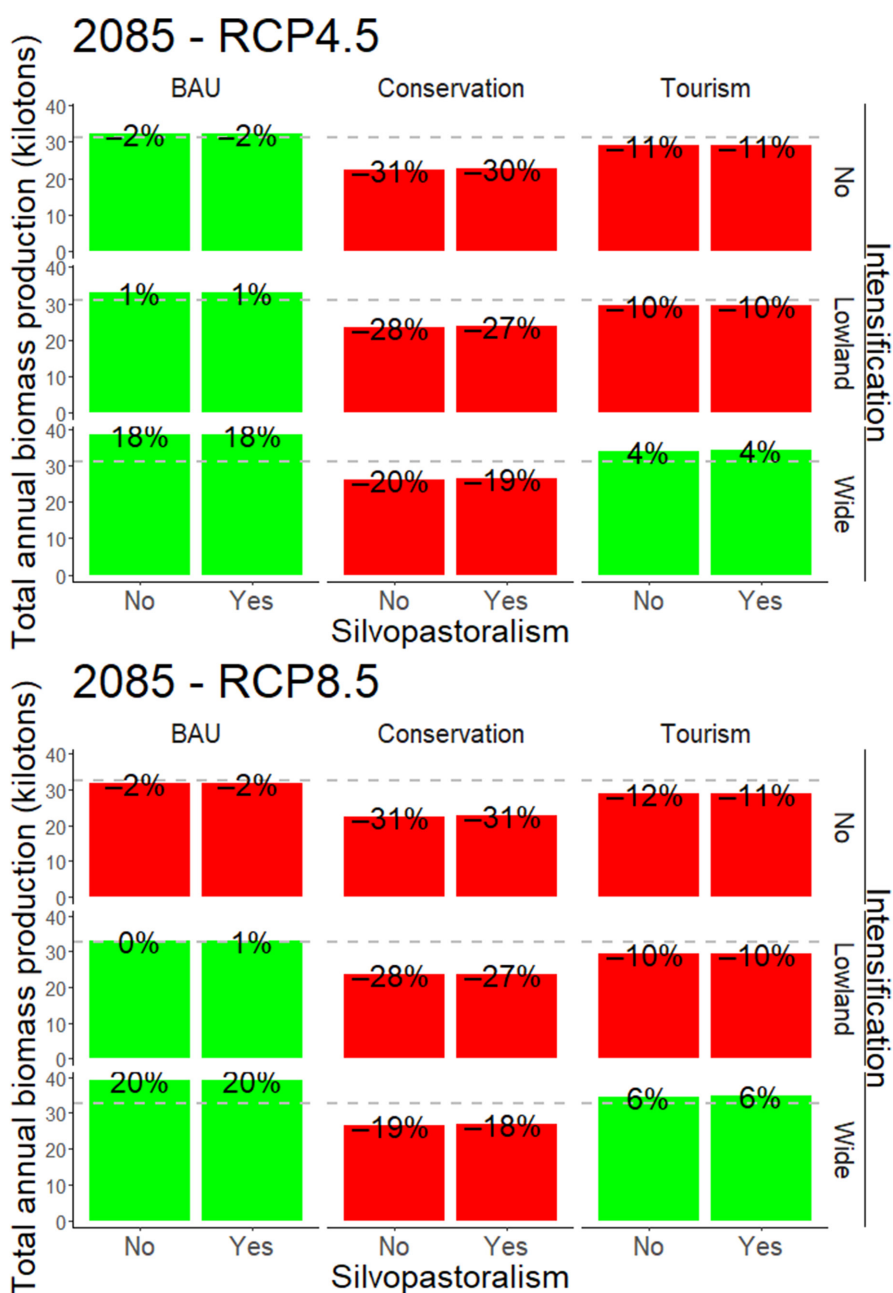 2085 - RCP4.5
BAU Conservation Tourism
Total annual biomass production (kilotons)
40
30
20
10
0
−2% −2% −31% −30% −11% −11%
No
40
30
20
10
0
1% 1% −28% −27% −10% −10%
Lowland
40
30
20
10
0
18% 18% −20% −19% 4% 4%
Wide
Intensification
No Yes No Yes No Yes
Silvopastoralism
2085 - RCP8.5
BAU Conservation Tourism
Total annual biomass production (kilotons)
40
30
20
10
0
−2% −2% −31% −31% −12% −11%
No
40
30
20
10
0
0% 1% −28% −27% −10% −10%
Lowland
40
30
20
10
0
20% 20% −19% −18% 6% 6%
Wide
Intensification
No Yes No Yes No Yes
Silvopastoralism